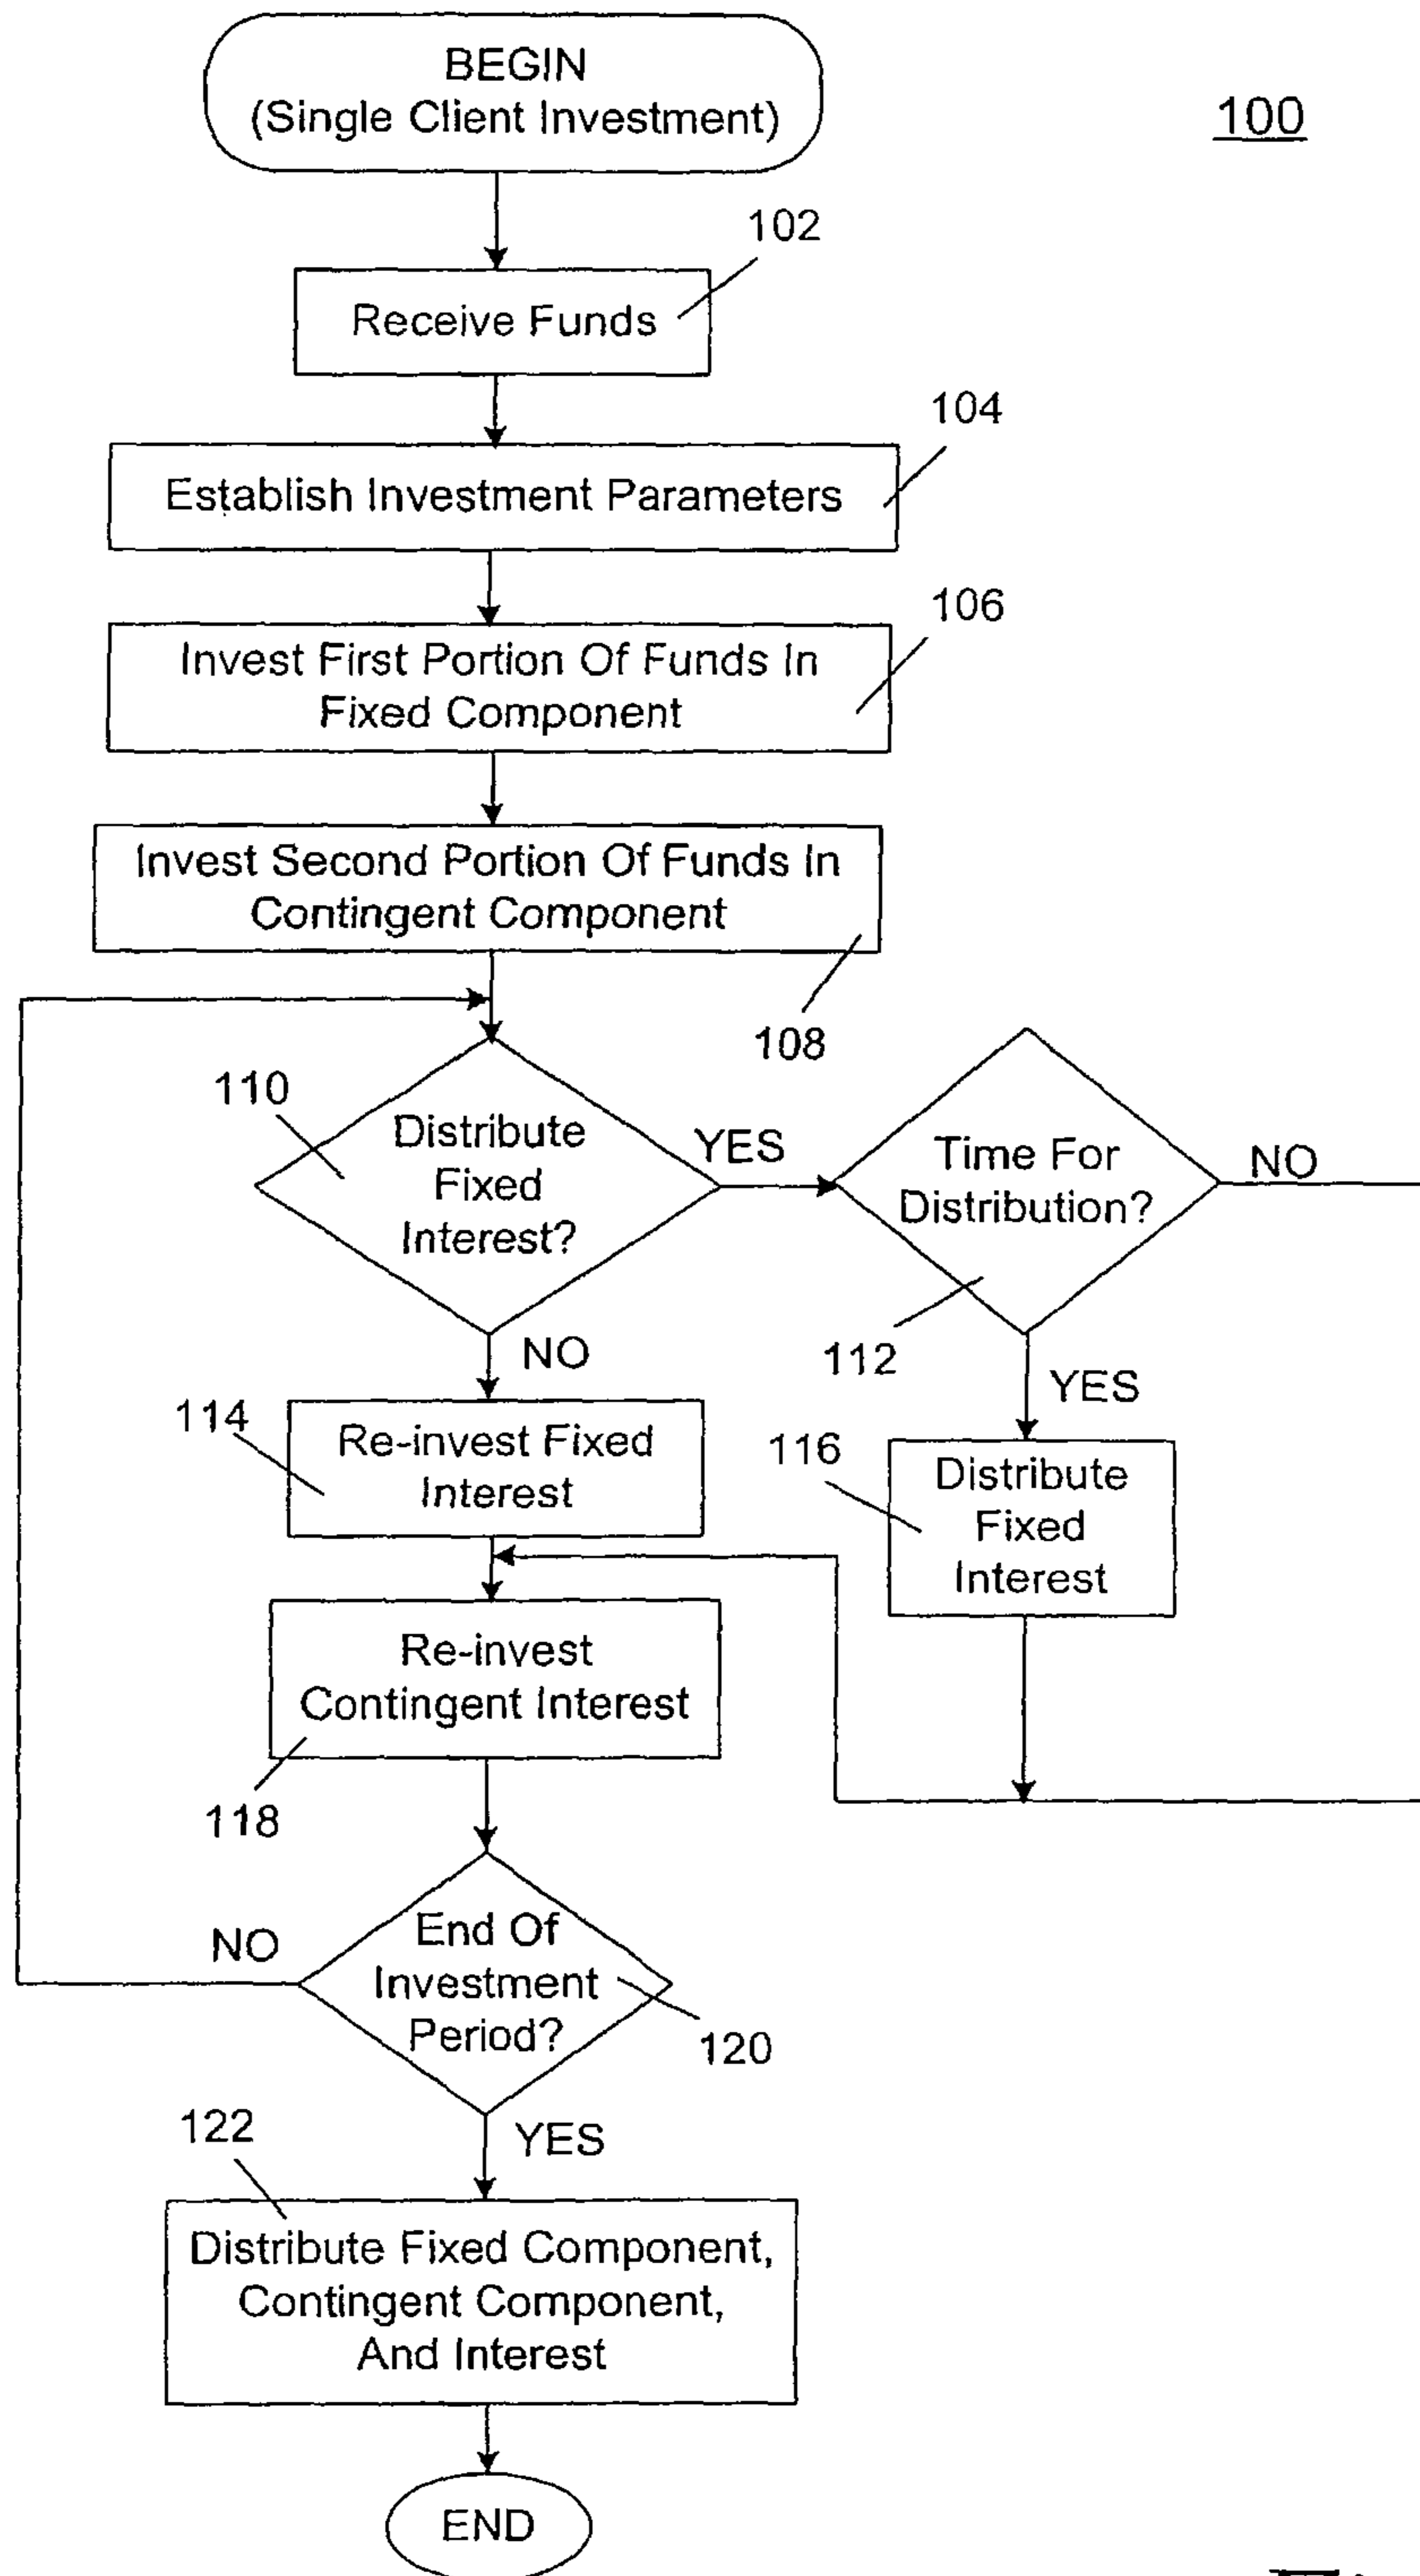 BEGIN
(Single Client Investment)
100
102
Receive Funds
104
Establish Investment Parameters
106
Invest First Portion Of Funds In
Fixed Component
Invest Second Portion Of Funds In
Contingent Component
108
110
Distribute
Fixed
Interest?
YES
Time For
Distribution?
NO
112
NO
YES
114
Re-invest Fixed
Interest
116
Distribute
Fixed
Interest
Re-invest
Contingent Interest
118
End Of
Investment
Period?
NO
120
YES
122
Distribute Fixed Component,
Contingent Component,
And Interest
END